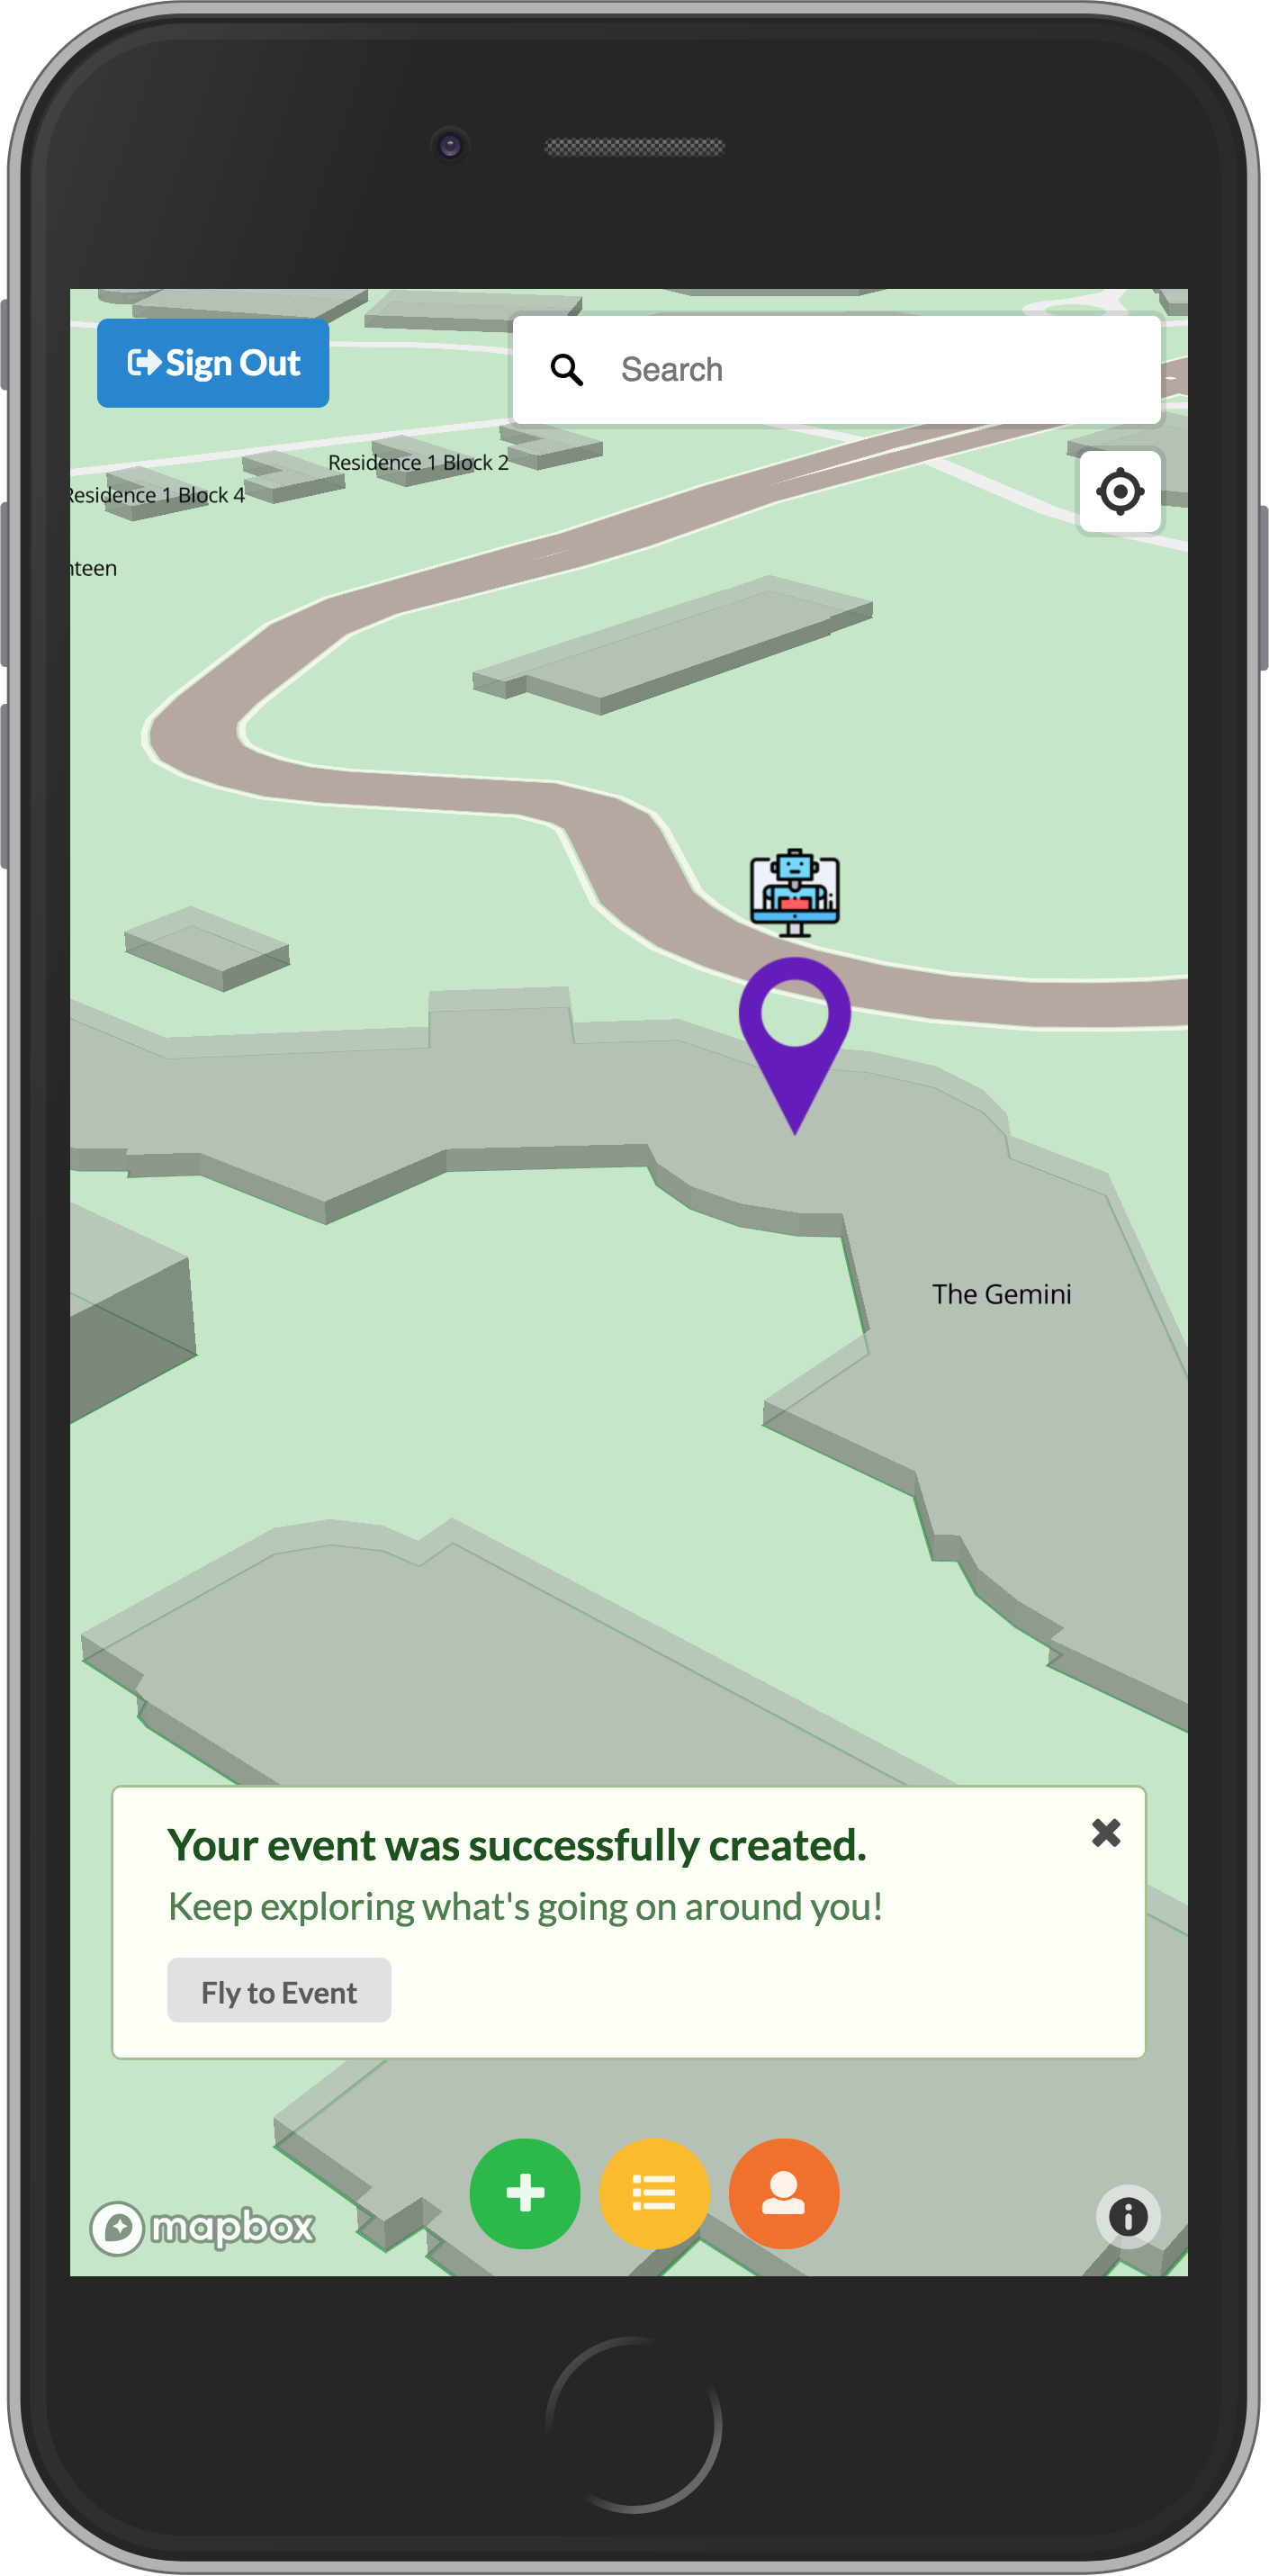 Sign Out
Search
Residence 1 Block 2
Residence 1 Block 4
nteen
The Gemini
Your event was successfully created.
Keep exploring what's going on around you!
Fly to Event
mapbox